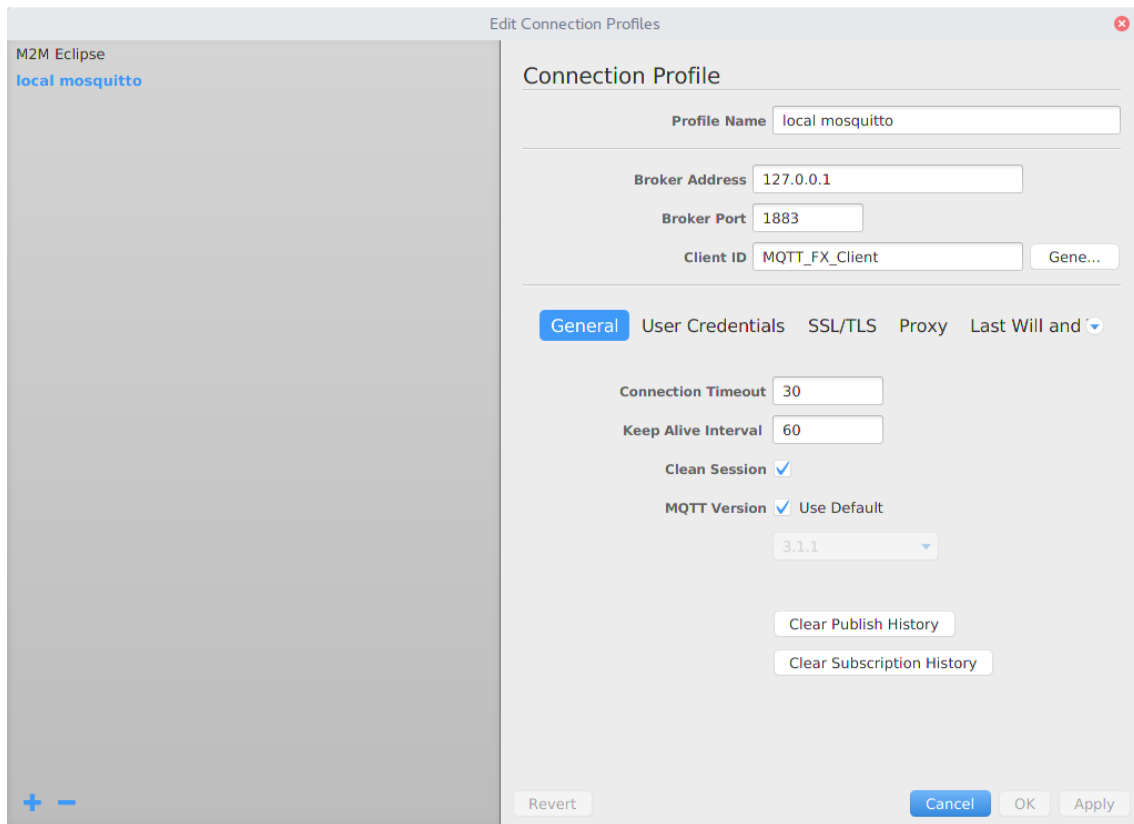 Edit Connection Profiles
M2M Eclipse
local mosquitto
Connection Profile
Profile Name local mosquitto
Broker Address 127.0.0.1
Broker Port 1883
Client ID MQTT_FX_Client Gene...
General User Credentials SSL/TLS Proxy Last Will and
Connection Timeout 30
Keep Alive Interval 60
Clean Session
MQTT Version Use Default
3.1.1
Clear Publish History
Clear Subscription History
Revert Cancel OK Apply